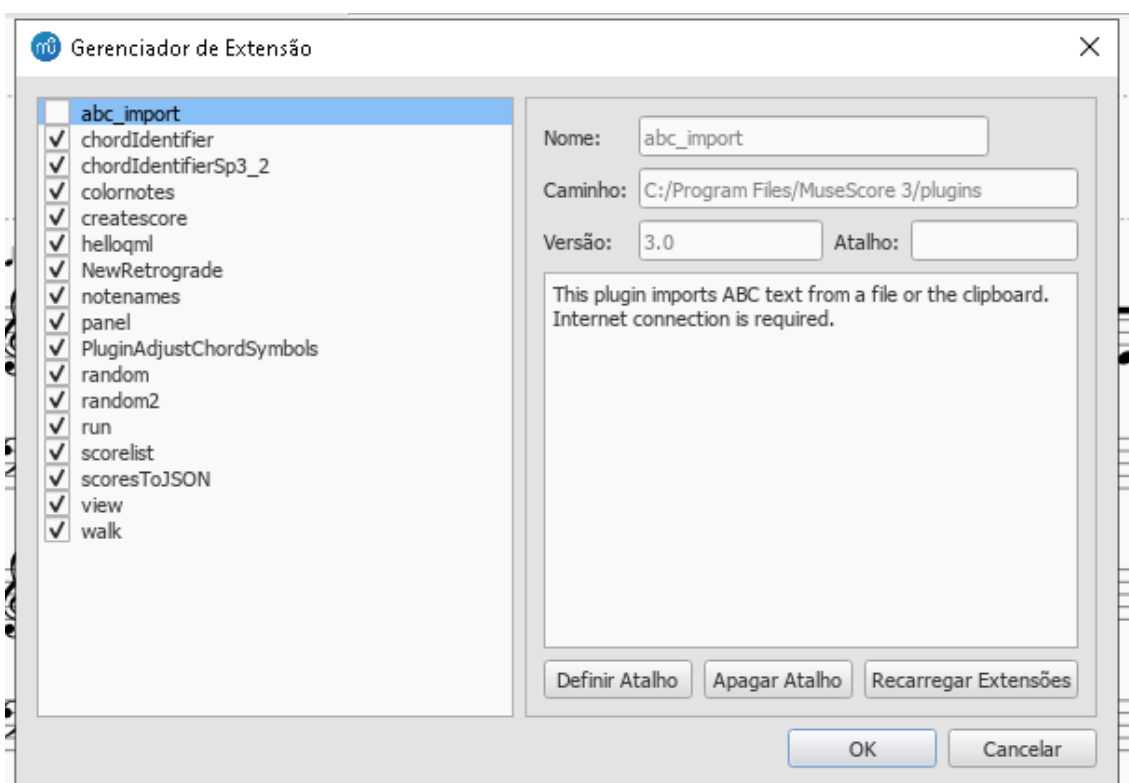 Gerenciador de Extensão
abc_import
chordIdentifier
chordIdentifierSp3_2
colornotes
createscore
helloqml
NewRetrograde
notenames
panel
PluginAdjustChordSymbols
random
random2
run
scorelist
scoresToJSON
view
walk
Nome: abc_import
Caminho: C:/Program Files/MuseScore 3/plugins
Versão: 3.0 Atalho:
This plugin imports ABC text from a file or the clipboard.
Internet connection is required.
Definir Atalho Apagar Atalho Recarregar Extensões
OK Cancelar